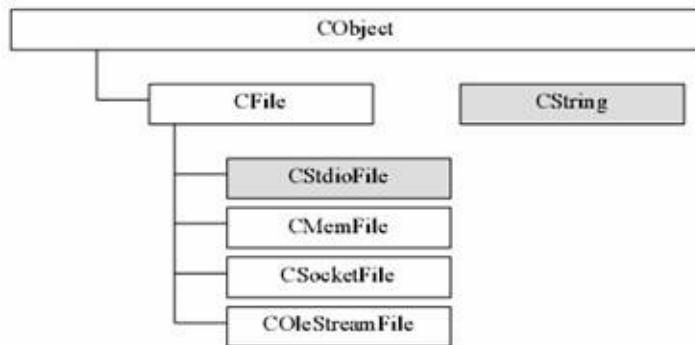 CObject
CFile
CString
CStdioFile
CMemFile
CSocketFile
COleStreamFile